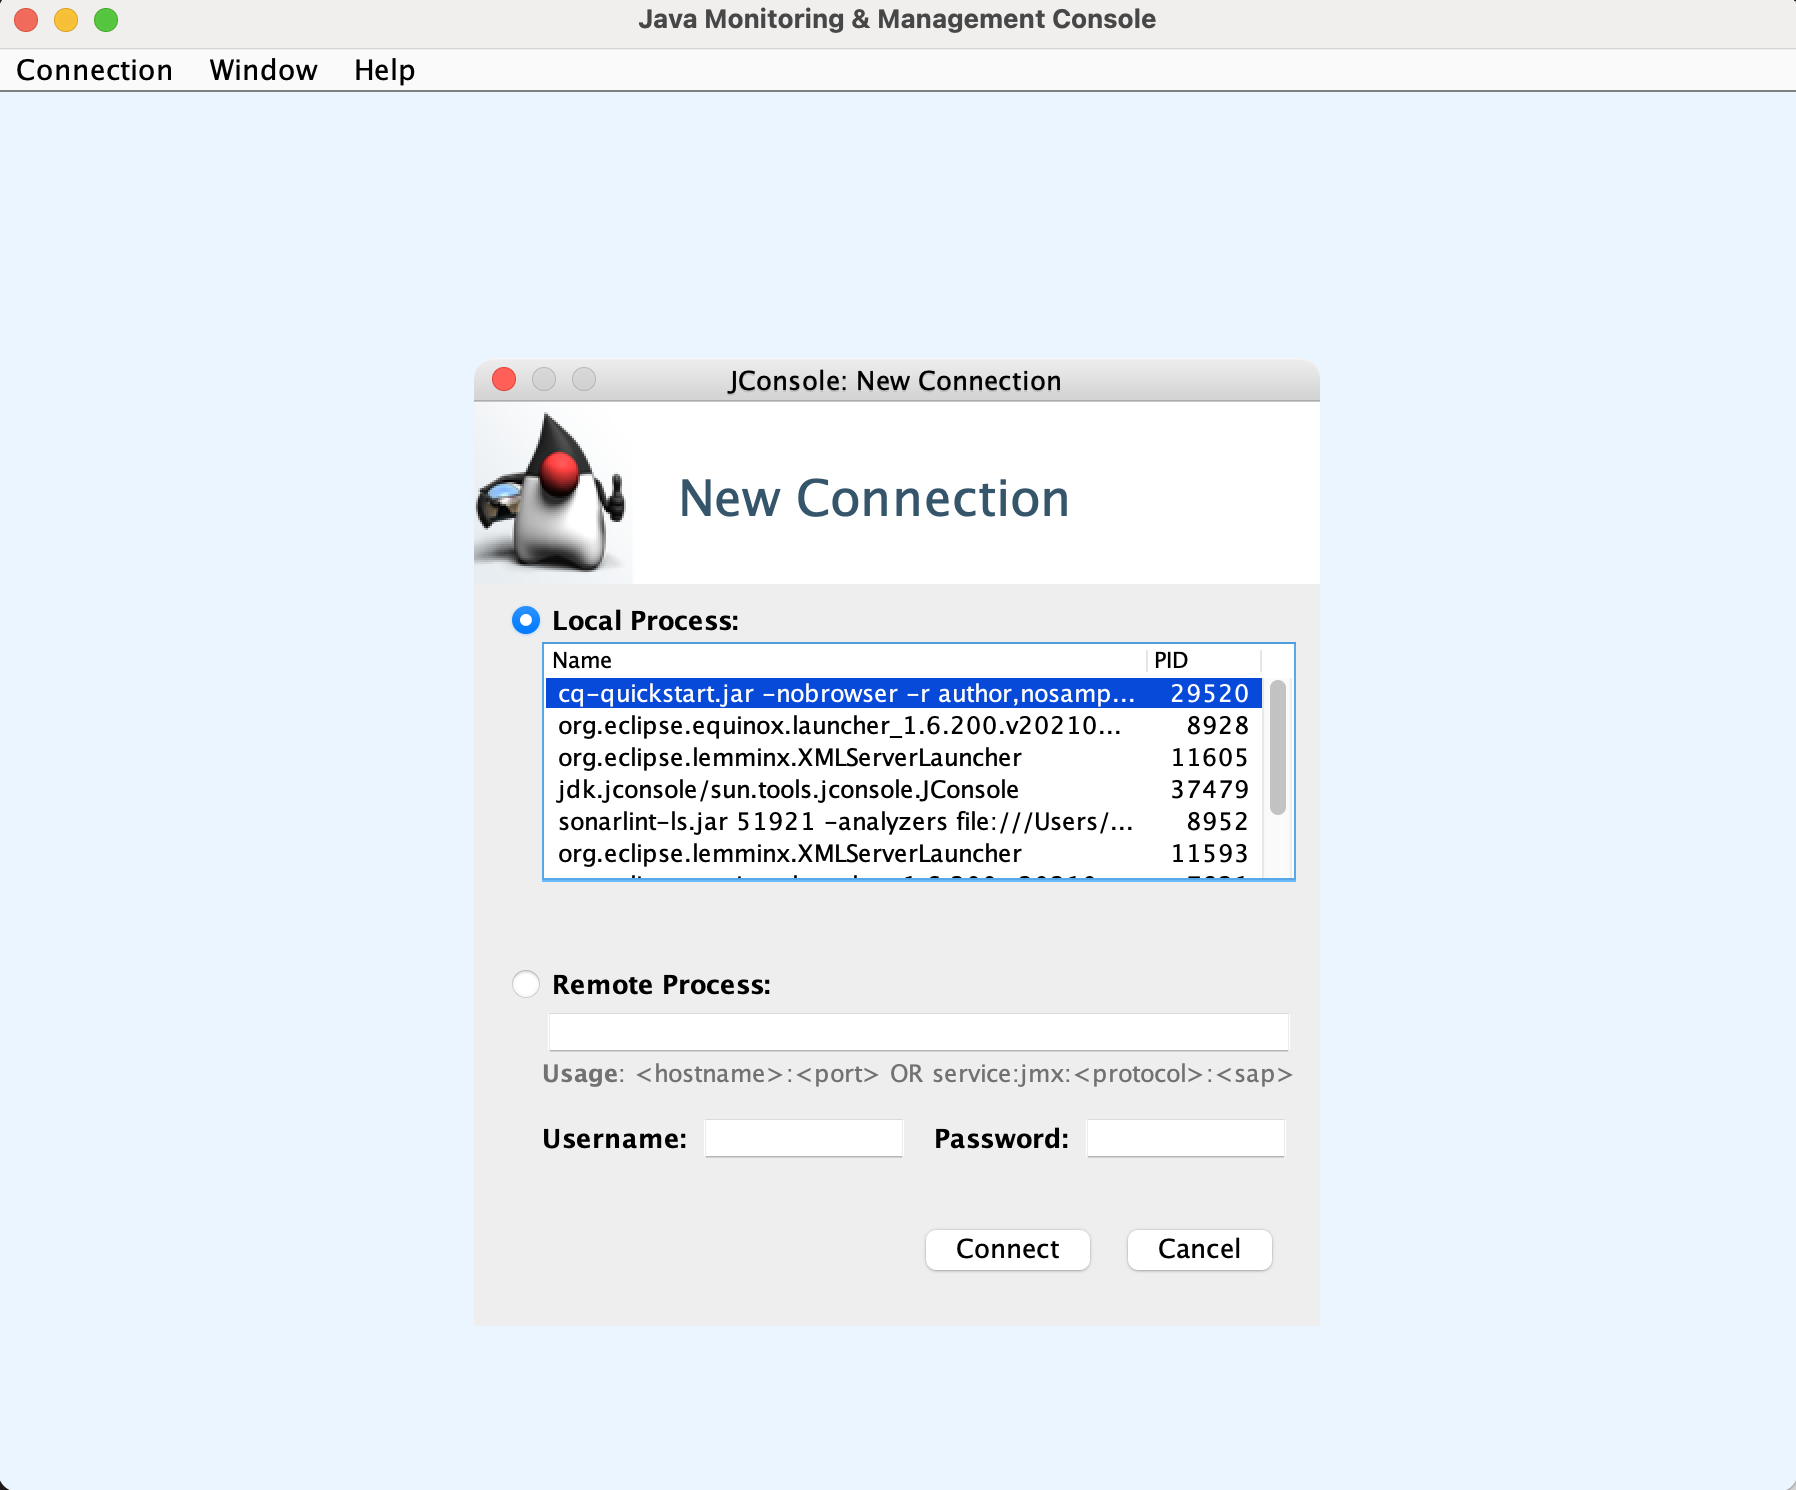 Java Monitoring & Management Console
Connection Window Help
JConsole: New Connection
New Connection
Local Process:
Name PID
cq-quickstart.jar -nobrowser -r author,nosamp... 29520
org.eclipse.equinox.launcher_1.6.200.v20210... 8928
org.eclipse.lemminx.XMLServerLauncher 11605
jdk.jconsole/sun.tools.jconsole.JConsole 37479
sonarlint-ls.jar 51921 -analyzers file:///Users/... 8952
org.eclipse.lemminx.XMLServerLauncher 11593
Remote Process:
Usage: <hostname>:<port> OR service:jmx:<protocol>:<sap>
Username: Password:
Connect Cancel